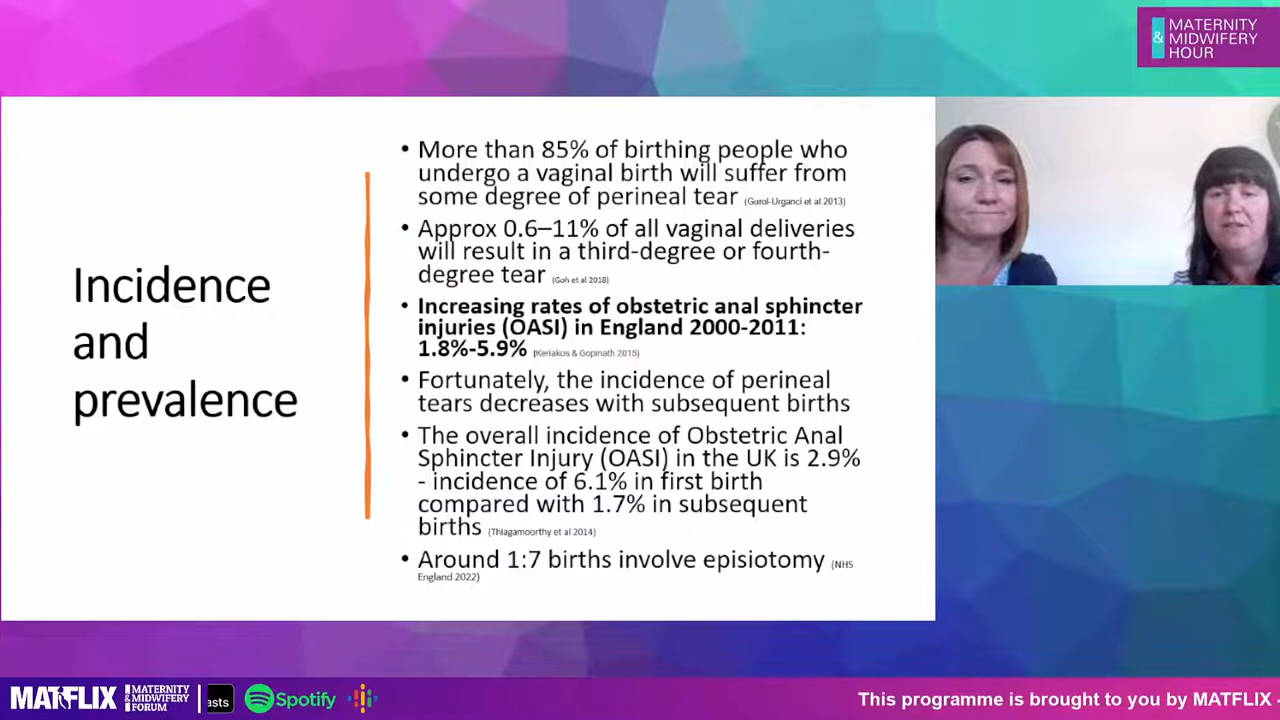 MATERNITY
& MIDWIFERY
HOUR
Incidence
and
prevalence
• More than 85% of birthing people who
undergo a vaginal birth will suffer from
some degree of perineal tear (Gurol-Urganci et al 2013)
• Approx 0.6–11% of all vaginal deliveries
will result in a third-degree or fourth-
degree tear (Goh et al 2018)
• Increasing rates of obstetric anal sphincter
injuries (OASI) in England 2000-2011:
1.8%-5.9% (Keriakos & Gopinath 2015)
• Fortunately, the incidence of perineal
tears decreases with subsequent births
• The overall incidence of Obstetric Anal
Sphincter Injury (OASI) in the UK is 2.9%
- incidence of 6.1% in first birth
compared with 1.7% in subsequent
births (Thiagamoorthy et al 2014)
• Around 1:7 births involve episiotomy (NHS
England 2022)
MATFLIX
MATERNITY
& MIDWIFERY
FORUM
asts
Spotify
This programme is brought to you by MATFLIX -